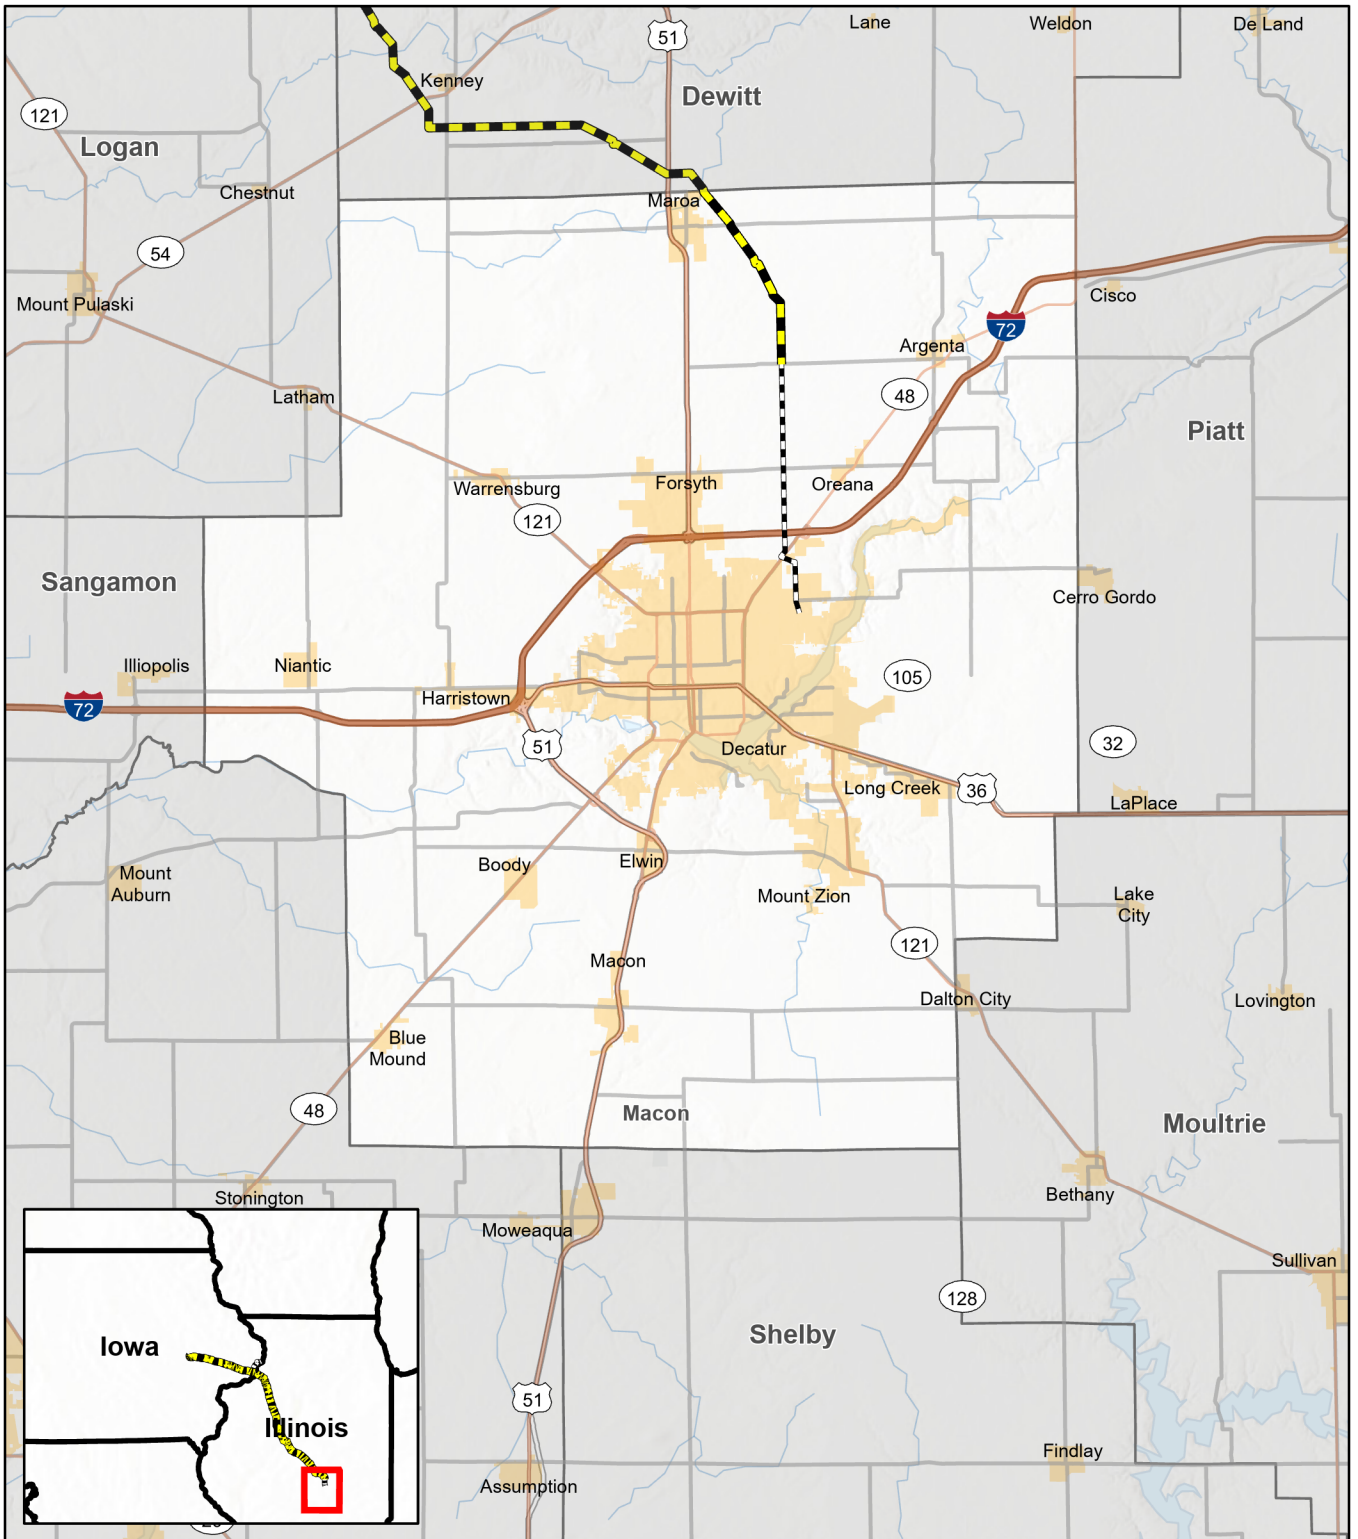 Lane
Weldon
De Land
51
Kenney
Dewitt
121
Logan
Chestnut
Maroa
54
Mount Pulaski
Cisco
72
Argenta
Latham
48
Piatt
Warrensburg
Forsyth
Oreana
121
Sangamon
Cerro Gordo
Illiopolis
Niantic
105
Harristown
72
51
Decatur
32
Long Creek
36
LaPlace
Boody
Elwin
Mount
Auburn
Mount Zion
Lake
City
121
Macon
Dalton City
Lovington
Blue
Mound
48
Macon
Moultrie
Stonington
Bethany
Moweaqua
Sullivan
128
Iowa
Shelby
51
Illinois
Findlay
Assumption